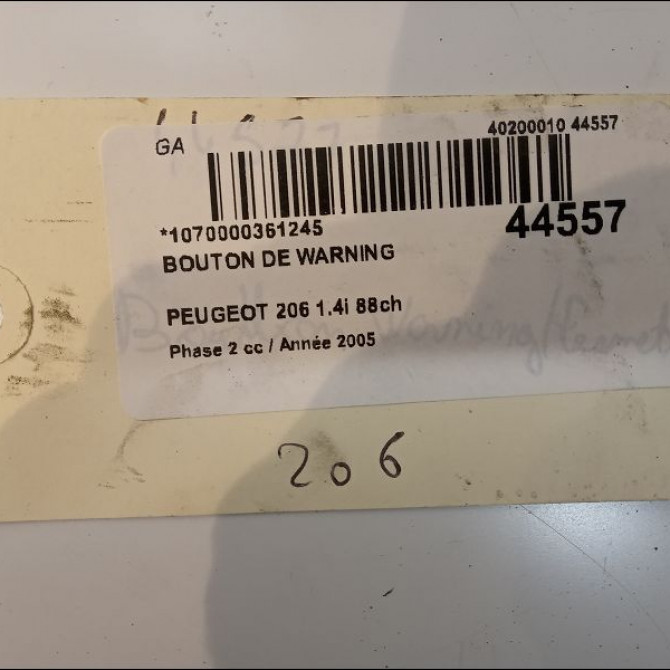 GA
40200010 44557
*1070000361245
44557
BOUTON DE WARNING
PEUGEOT 206 1.4i 88ch
Phase 2 cc / Année 2005
206